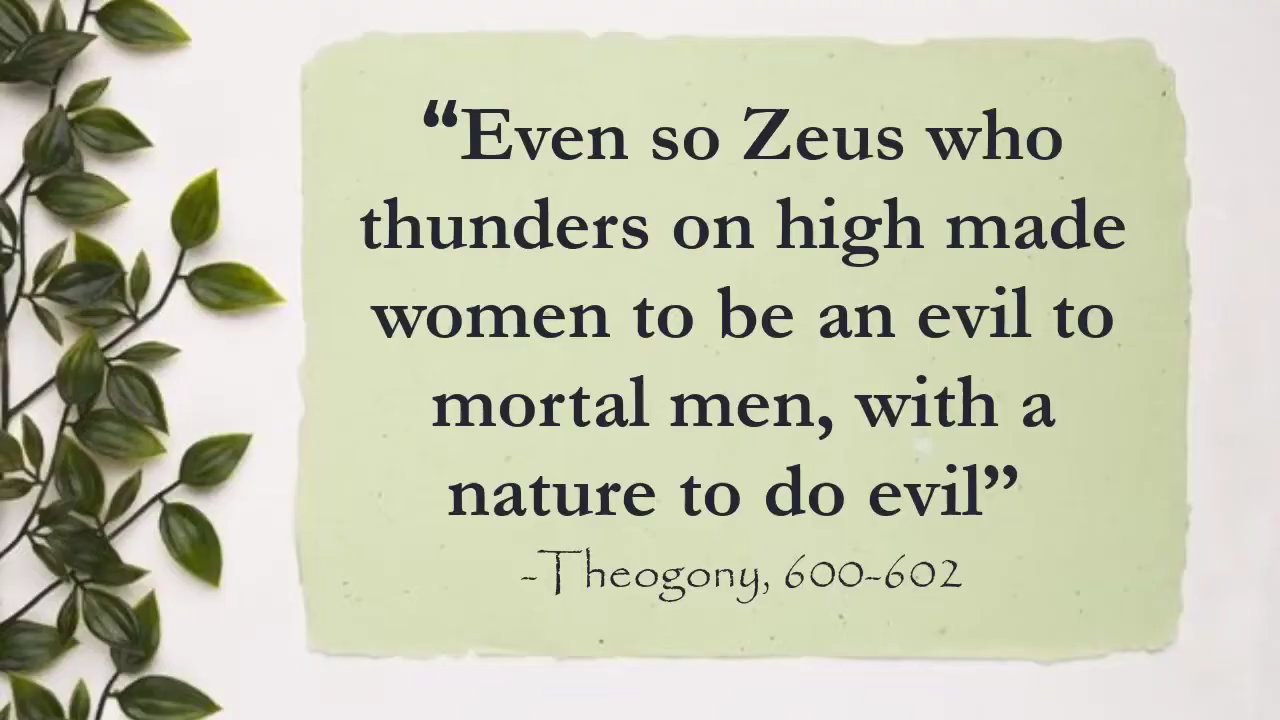 “Even so Zeus who
thunders on high made
women to be an evil to
mortal men, with a
nature to do evil”
-Theogony, 600-602